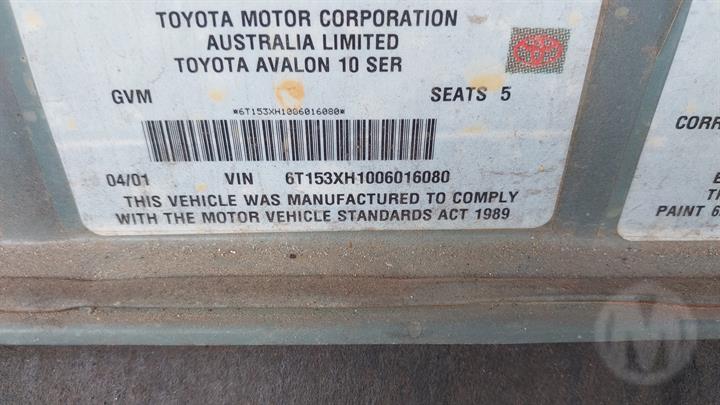 TOYOTA MOTOR CORPORATION
AUSTRALIA LIMITED
TOYOTA AVALON 10 SER
GVM SEATS 5
*6T153XH1006016080*
04/01 VIN 6T153XH1006016080
THIS VEHICLE WAS MANUFACTURED TO COMPLY
WITH THE MOTOR VEHICLE STANDARDS ACT 1989
CORR
PAINT 6
M